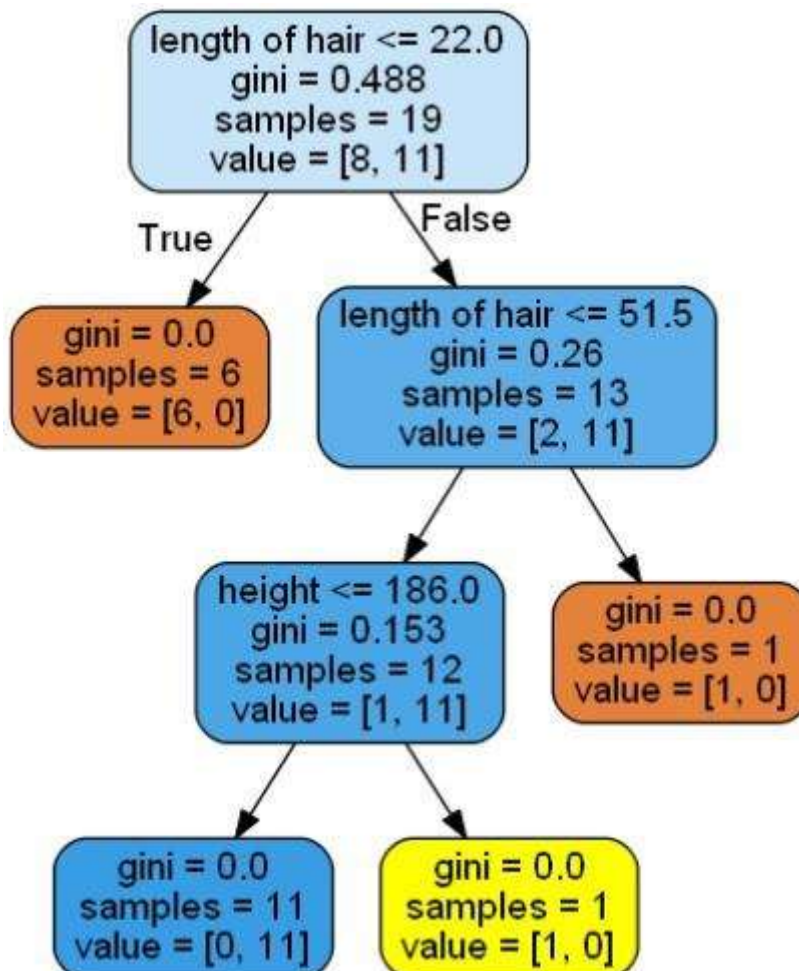 length of hair <= 22.0
gini = 0.488
samples = 19
value = [8, 11]
True
False
gini = 0.0
samples = 6
value = [6, 0]
length of hair <= 51.5
gini = 0.26
samples = 13
value = [2, 11]
height <= 186.0
gini = 0.153
samples = 12
value = [1, 11]
gini = 0.0
samples = 1
value = [1, 0]
gini = 0.0
samples = 11
value = [0, 11]
gini = 0.0
samples = 1
value = [1, 0]